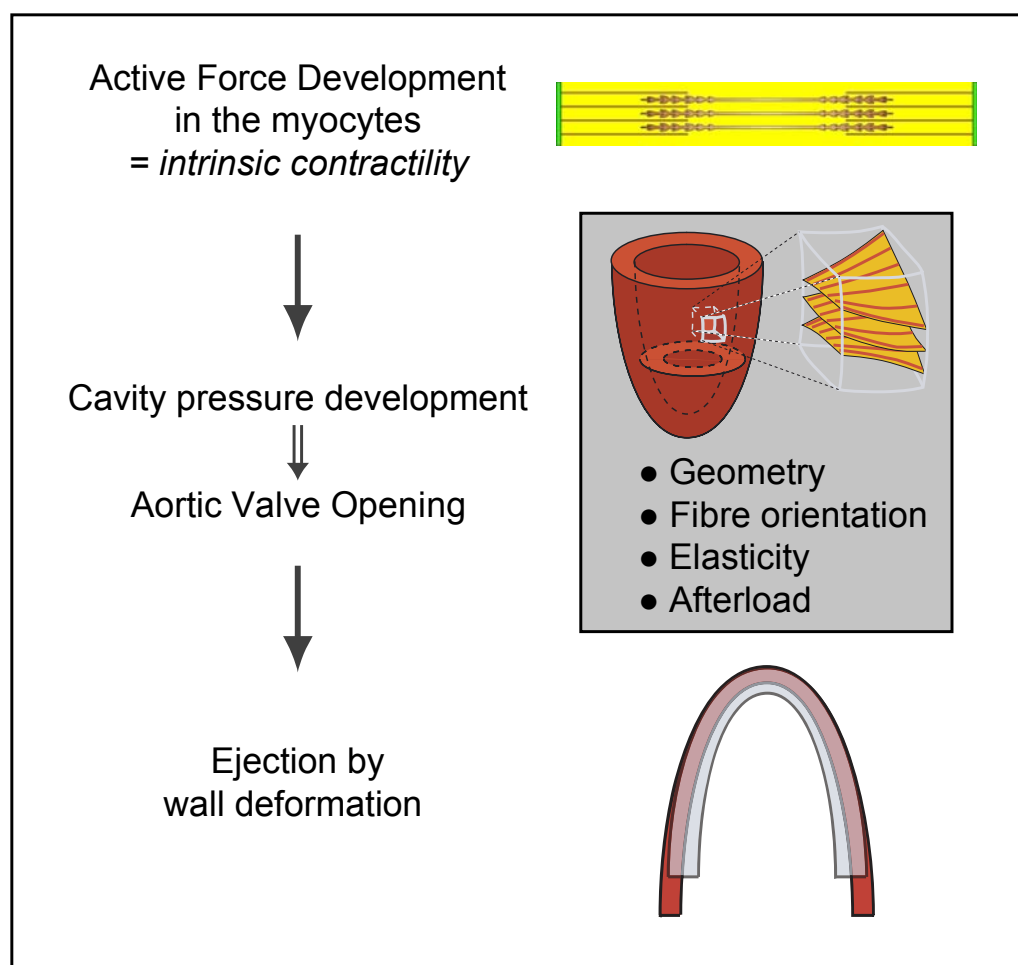 Active Force Development
in the myocytes
= intrinsic contractility
Cavity pressure development
Aortic Valve Opening
● Geometry
● Fibre orientation
● Elasticity
● Afterload
Ejection by
wall deformation